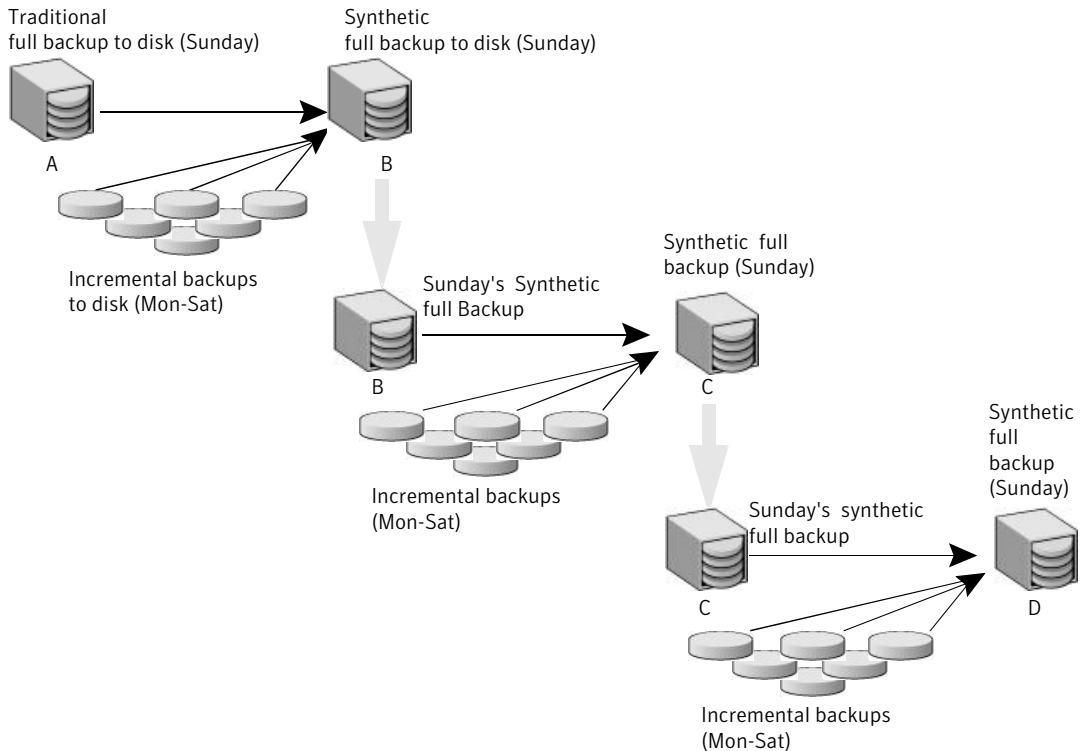 Traditional
full backup to disk (Sunday)
Synthetic
full backup to disk (Sunday)
A
B
Incremental backups
to disk (Mon-Sat)
Sunday's Synthetic
full Backup
Synthetic full
backup (Sunday)
B
C
Incremental backups
(Mon-Sat)
Synthetic
full
backup
(Sunday)
Sunday's synthetic
full backup
C
D
Incremental backups
(Mon-Sat)